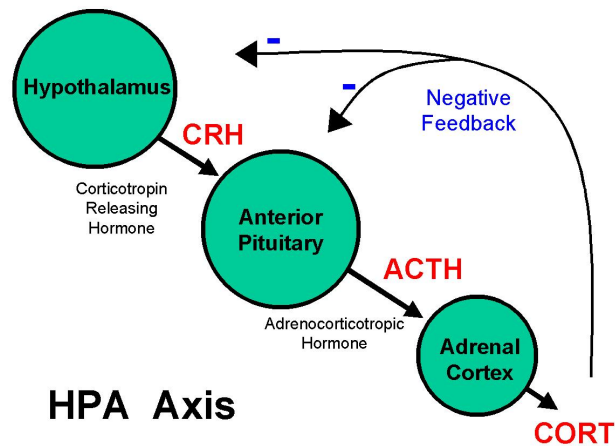 Hypothalamus
-
-
Negative
Feedback
CRH
Corticotropin
Releasing
Hormone
Anterior
Pituitary
ACTH
Adrenocorticotropic
Hormone
Adrenal
Cortex
HPA Axis
CORT